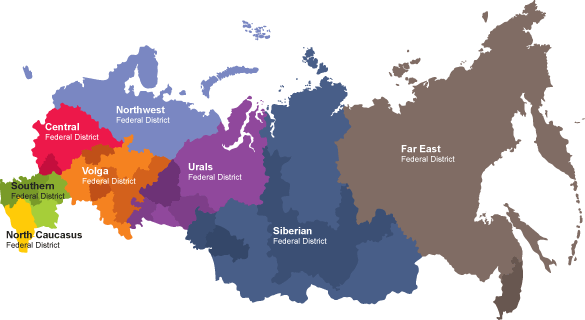 Northwest
Federal District
Central
Federal District
Far East
Federal District
Volga
Federal District
Urals
Federal District
Southern
Federal District
North Caucasus
Federal District
Siberian
Federal District